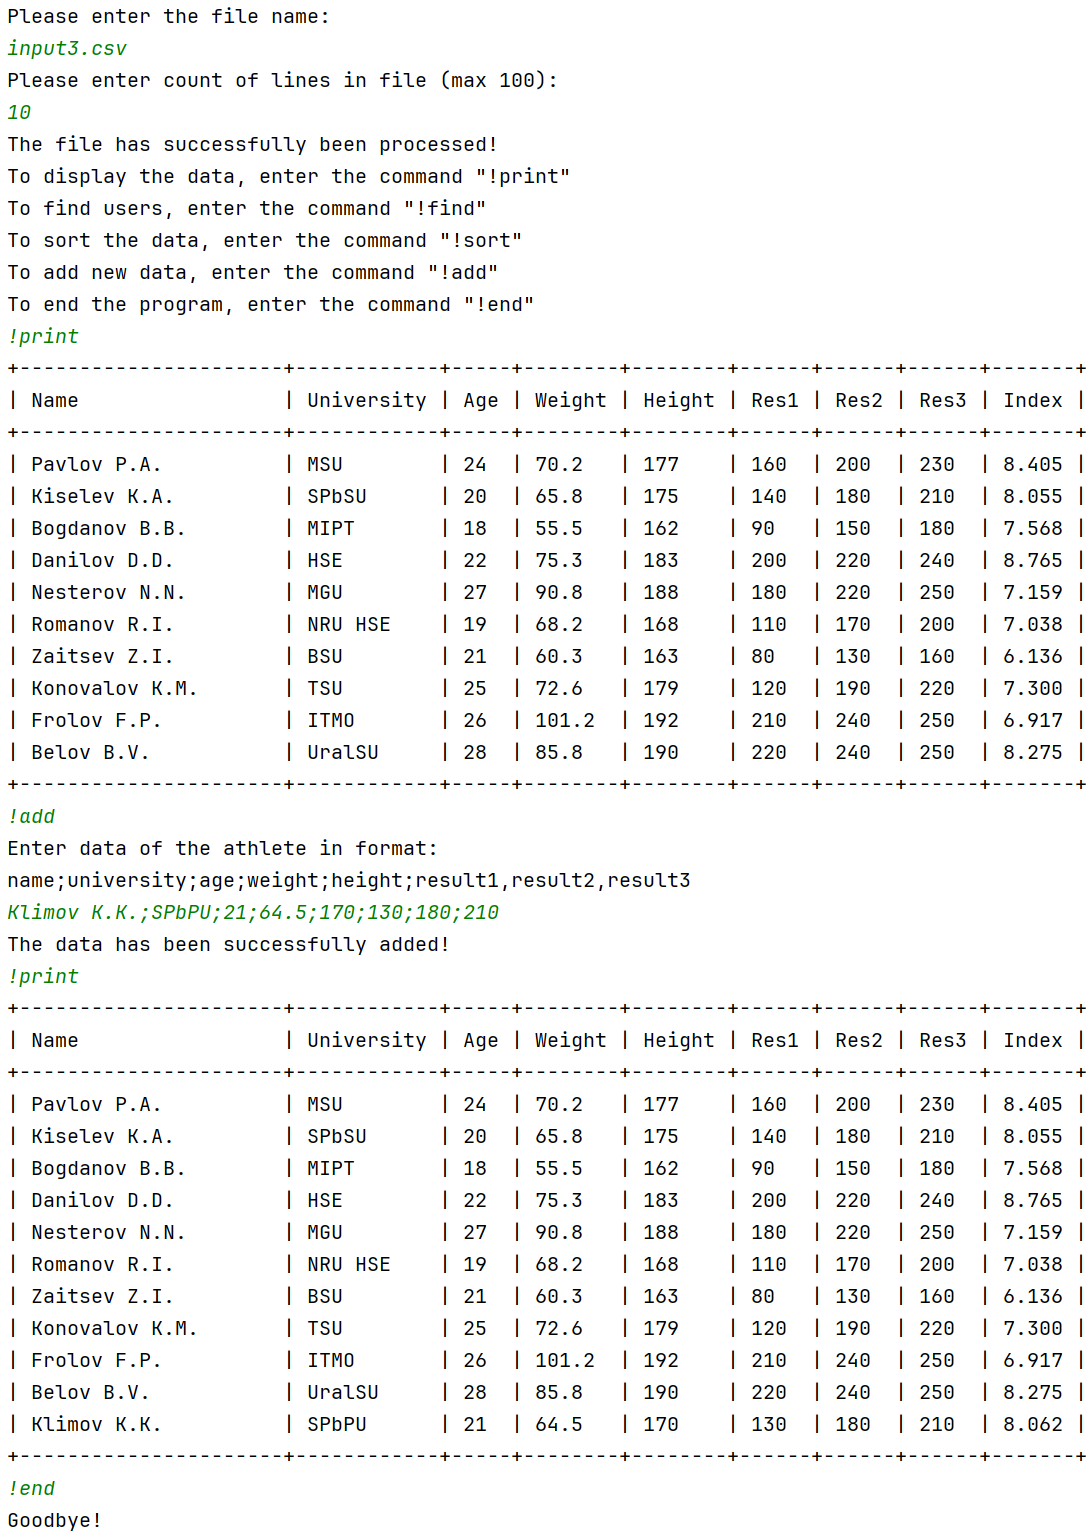 Please enter the file name:
input3.csv
Please enter count of lines in file (max 100):
10
The file has successfully been processed!
To display the data, enter the command "!print"
To find users, enter the command "!find"
To sort the data, enter the command "!sort"
To add new data, enter the command "!add"
To end the program, enter the command "!end"
!print
+----------------------+------------+-----+--------+--------+------+------+------+-------+
| Name                 | University | Age | Weight | Height | Res1 | Res2 | Res3 | Index |
+----------------------+------------+-----+--------+--------+------+------+------+-------+
| Pavlov P.A.          | MSU        | 24  | 70.2   | 177    | 160  | 200  | 230  | 8.405 |
| Kiselev K.A.         | SPbSU      | 20  | 65.8   | 175    | 140  | 180  | 210  | 8.055 |
| Bogdanov B.B.        | MIPT       | 18  | 55.5   | 162    | 90   | 150  | 180  | 7.568 |
| Danilov D.D.         | HSE        | 22  | 75.3   | 183    | 200  | 220  | 240  | 8.765 |
| Nesterov N.N.        | MGU        | 27  | 90.8   | 188    | 180  | 220  | 250  | 7.159 |
| Romanov R.I.         | NRU HSE    | 19  | 68.2   | 168    | 110  | 170  | 200  | 7.038 |
| Zaitsev Z.I.         | BSU        | 21  | 60.3   | 163    | 80   | 130  | 160  | 6.136 |
| Konovalov K.M.       | TSU        | 25  | 72.6   | 179    | 120  | 190  | 220  | 7.300 |
| Frolov F.P.          | ITMO       | 26  | 101.2  | 192    | 210  | 240  | 250  | 6.917 |
| Belov B.V.           | UralSU     | 28  | 85.8   | 190    | 220  | 240  | 250  | 8.275 |
+----------------------+------------+-----+--------+--------+------+------+------+-------+
!add
Enter data of the athlete in format:
name;university;age;weight;height;result1,result2,result3
Klimov K.K.;SPbPU;21;64.5;170;130;180;210
The data has been successfully added!
!print
+----------------------+------------+-----+--------+--------+------+------+------+-------+
| Name                 | University | Age | Weight | Height | Res1 | Res2 | Res3 | Index |
+----------------------+------------+-----+--------+--------+------+------+------+-------+
| Pavlov P.A.          | MSU        | 24  | 70.2   | 177    | 160  | 200  | 230  | 8.405 |
| Kiselev K.A.         | SPbSU      | 20  | 65.8   | 175    | 140  | 180  | 210  | 8.055 |
| Bogdanov B.B.        | MIPT       | 18  | 55.5   | 162    | 90   | 150  | 180  | 7.568 |
| Danilov D.D.         | HSE        | 22  | 75.3   | 183    | 200  | 220  | 240  | 8.765 |
| Nesterov N.N.        | MGU        | 27  | 90.8   | 188    | 180  | 220  | 250  | 7.159 |
| Romanov R.I.         | NRU HSE    | 19  | 68.2   | 168    | 110  | 170  | 200  | 7.038 |
| Zaitsev Z.I.         | BSU        | 21  | 60.3   | 163    | 80   | 130  | 160  | 6.136 |
| Konovalov K.M.       | TSU        | 25  | 72.6   | 179    | 120  | 190  | 220  | 7.300 |
| Frolov F.P.          | ITMO       | 26  | 101.2  | 192    | 210  | 240  | 250  | 6.917 |
| Belov B.V.           | UralSU     | 28  | 85.8   | 190    | 220  | 240  | 250  | 8.275 |
| Klimov K.K.          | SPbPU      | 21  | 64.5   | 170    | 130  | 180  | 210  | 8.062 |
+----------------------+------------+-----+--------+--------+------+------+------+-------+
!end
Goodbye!